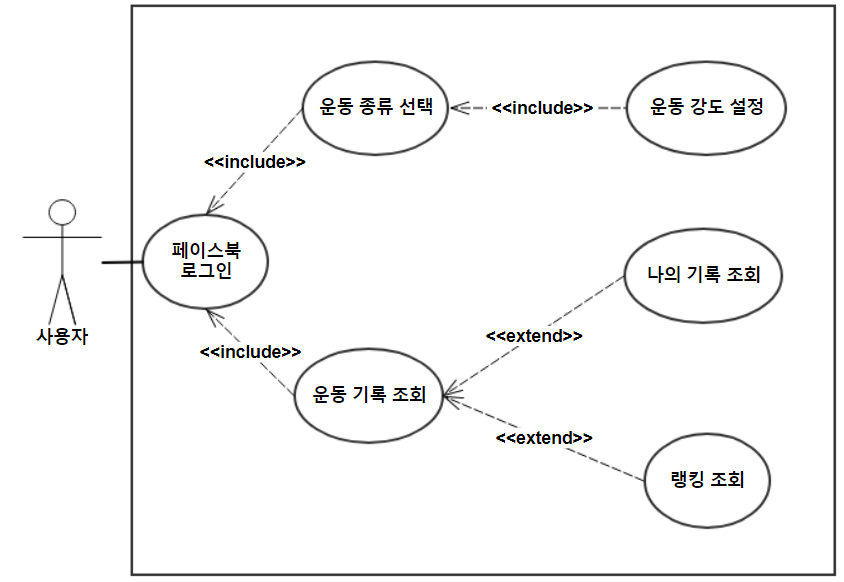 운동 종류 선택
<<include>>
운동 강도 설정
<<include>>
페이스북
로그인
나의 기록 조회
사용자
<<extend>>
<<include>>
운동 기록 조회
<<extend>>
랭킹 조회